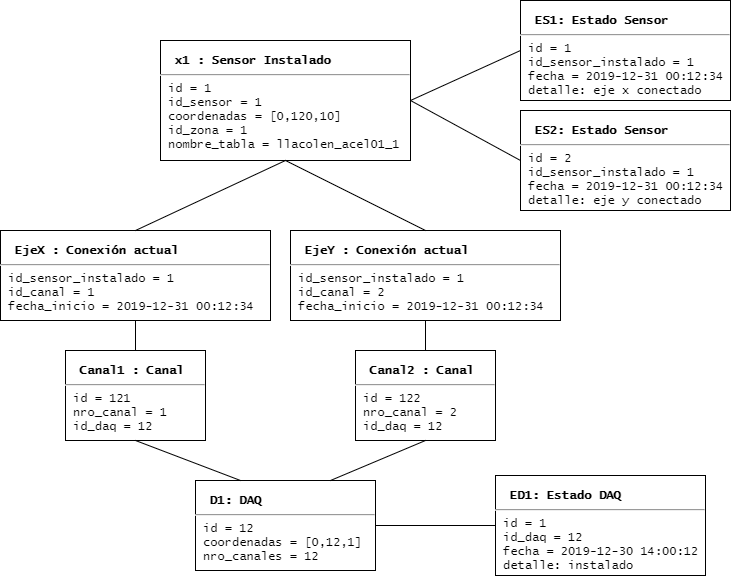 ES1: Estado Sensor
id = 1
id_sensor_instalado = 1
fecha = 2019-12-31 00:12:34
detalle: eje x conectado
x1 : Sensor Instalado
id = 1
id_sensor = 1
coordenadas = [0,120,10]
id_zona = 1
nombre_tabla = llacolen_acel01_1
ES2: Estado Sensor
id = 2
id_sensor_instalado = 1
fecha = 2019-12-31 00:12:34
detalle: eje y conectado
EjeX : Conexión actual
id_sensor_instalado = 1
id_canal = 1
fecha_inicio = 2019-12-31 00:12:34
EjeY : Conexión actual
id_sensor_instalado = 1
id_canal = 2
fecha_inicio = 2019-12-31 00:12:34
Canal1 : Canal
id = 121
nro_canal = 1
id_daq = 12
Canal2 : Canal
id = 122
nro_canal = 2
id_daq = 12
D1: DAQ
id = 12
coordenadas = [0,12,1]
nro_canales = 12
ED1: Estado DAQ
id = 1
id_daq = 12
fecha = 2019-12-30 14:00:12
detalle: instalado